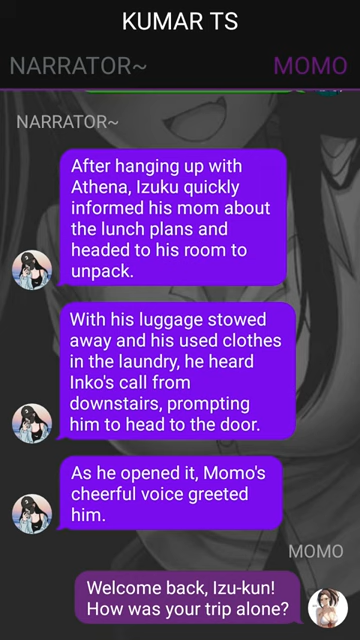 KUMAR TS
NARRATOR~ MOMO
NARRATOR~
After hanging up with
Athena, Izuku quickly
informed his mom about
the lunch plans and
headed to his room to
unpack.
With his luggage stowed
away and his used clothes
in the laundry, he heard
Inko's call from
downstairs, prompting
him to head to the door.
As he opened it, Momo's
cheerful voice greeted
him.
MOMO
Welcome back, Izu-kun!
How was your trip alone?